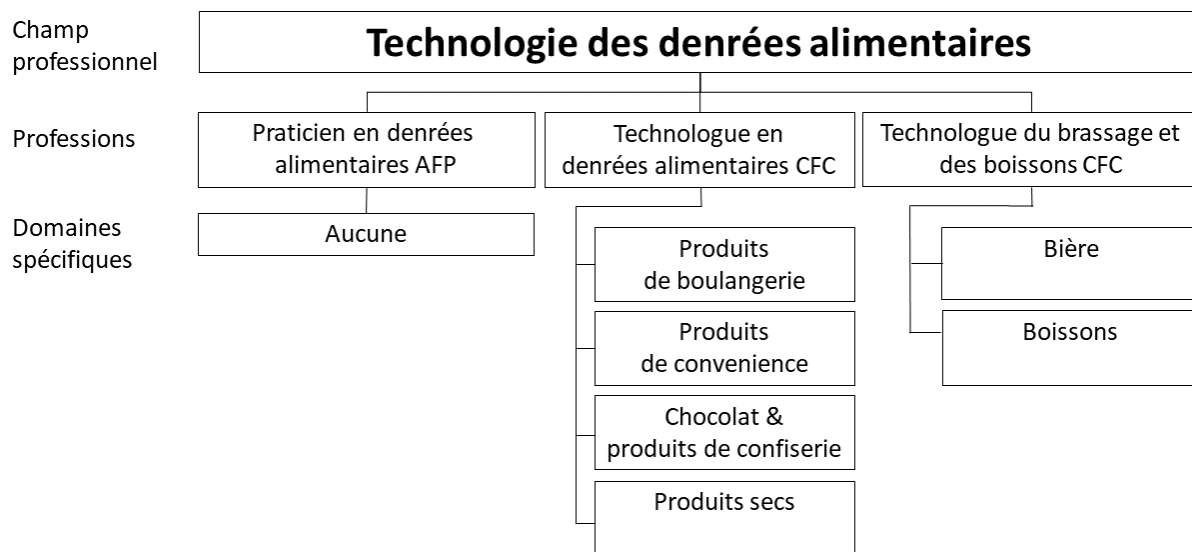 Champ
professionnel
Technologie des denrées alimentaires
Professions
Praticien en denrées
alimentaires AFP
Technologue en
denrées alimentaires CFC
Technologue du brassage et
des boissons CFC
Domaines
spécifiques
Aucune
Produits
de boulangerie
Produits
de convenience
Chocolat &
produits de confiserie
Produits secs
Bière
Boissons